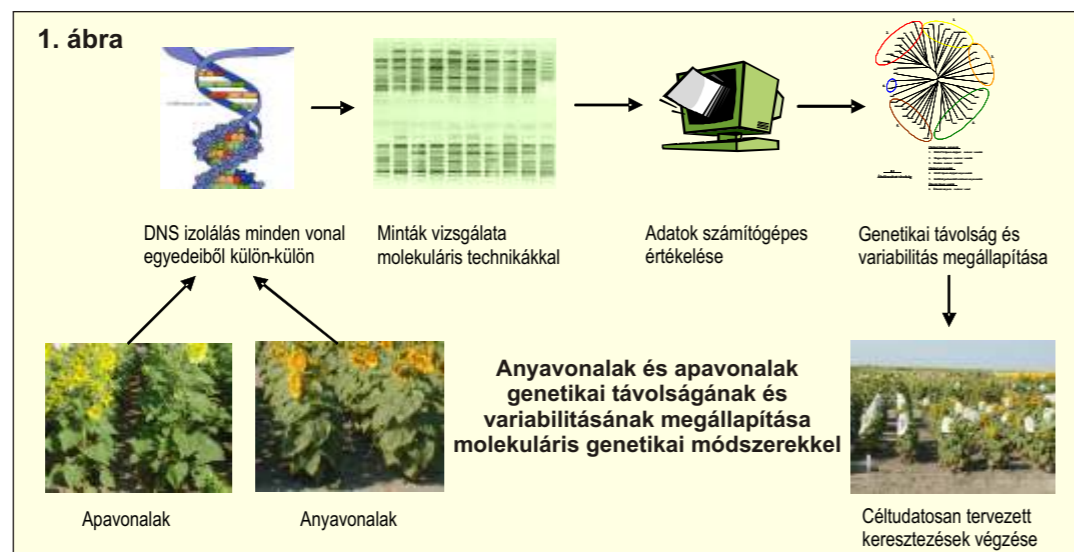 1. ábra
DNS izolálás minden vonal
egyedeiből külön-külön
Minták vizsgálata
molekuláris technikákkal
Adatok számítógépes
értékelése
Genetikai távolság és
variabilitás megállapítása
Anyavonalak és apavonalak
genetikai távolságának és
variabilitásának megállapítása
molekuláris genetikai módszerekkel
Apavonalak
Anyavonalak
Céltudatosan tervezett
keresztezések végzése